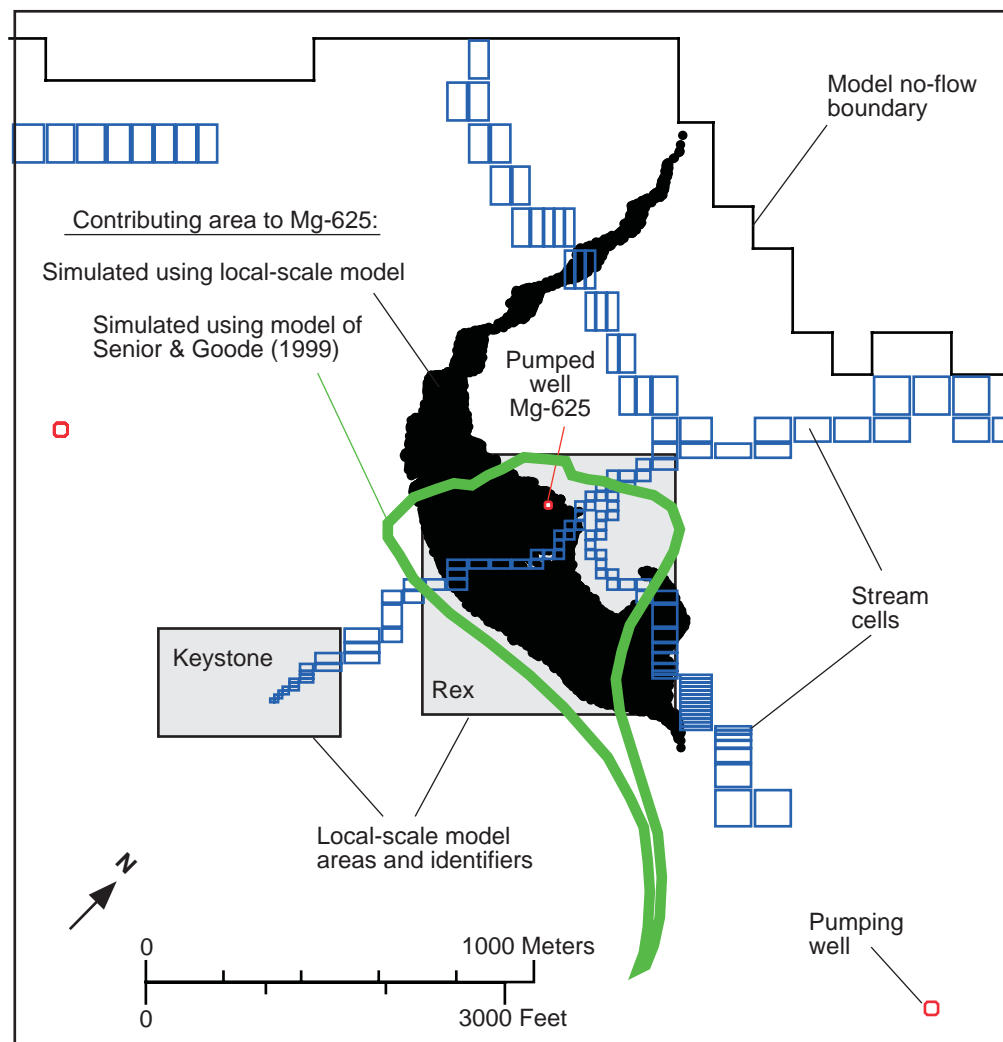 Model no-flow
boundary
Contributing area to Mg-625:
Simulated using local-scale model
Simulated using model of
Senior & Goode (1999)
Pumped
well
Mg-625
Stream
cells
Keystone
Rex
Local-scale model
areas and identifiers
N
0 1000 Meters
0 3000 Feet
Pumping
well